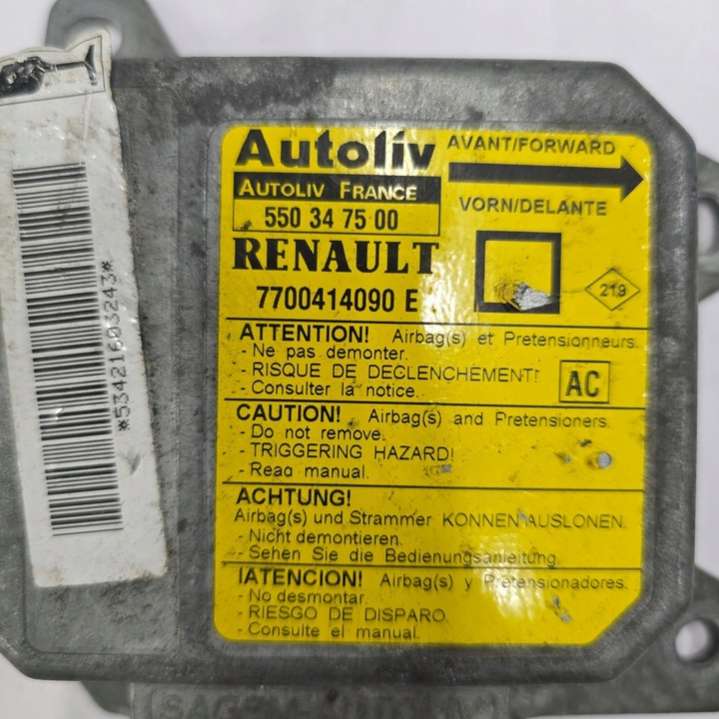 *53421603243*
Autoliv
AVANT/FORWARD
AUTOLIV FRANCE
550 34 75 00
VORN/DELANTE
RENAULT
7700414090 E
219
ATTENTION! Airbag(s) et Pretensionneurs.
- Ne pas demonter.
- RISQUE DE DECLENCHEMENT!
- Consulter la notice.
AC
CAUTION! Airbag(s) and Pretensioners.
- Do not remove.
- TRIGGERING HAZARD!
- Read manual.
ACHTUNG!
Airbag(s) und Strammer KONNEN AUSLONEN.
- Nicht demontieren.
- Sehen Sie die Bedienungsanleitung.
¡ATENCION! Airbag(s) y Pretensionadores.
- No desmontar.
- RIESGO DE DISPARO.
- Consulte el manual.